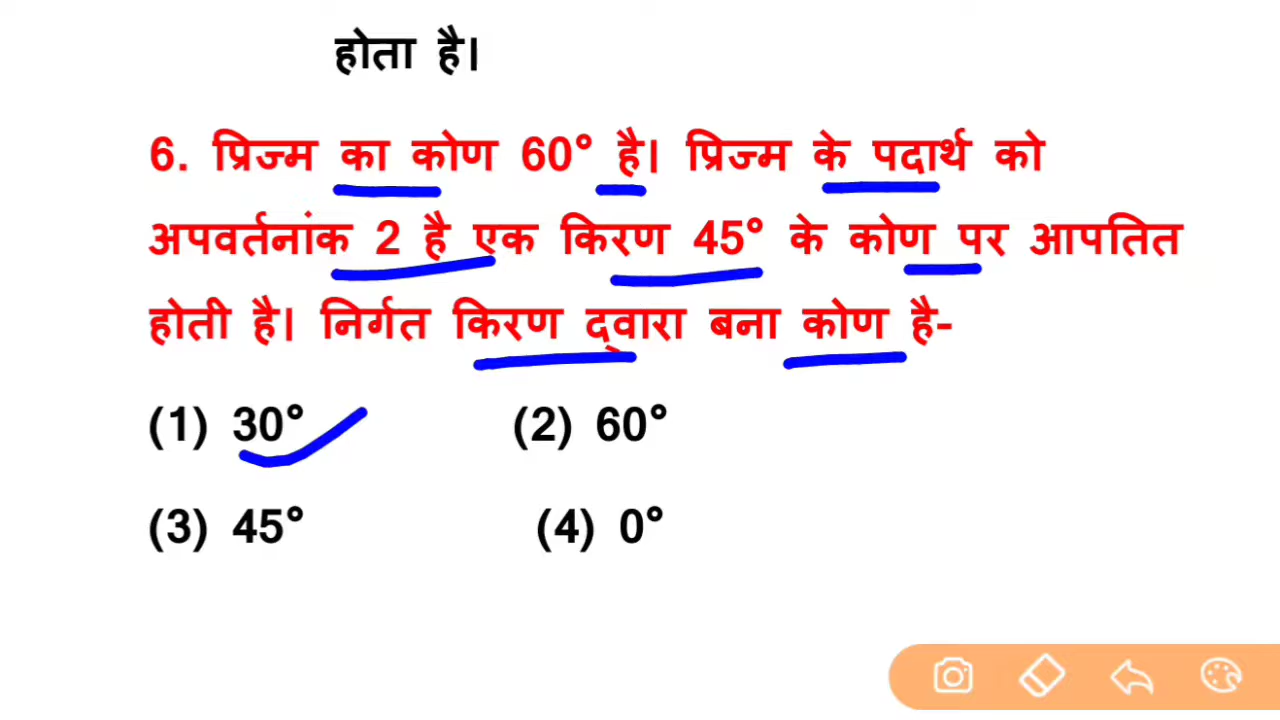 होता है।
6. प्रिज्म का कोण 60° है। प्रिज्म के पदार्थ को
अपवर्तनांक 2 है एक किरण 45° के कोण पर आपतित
होती है। निर्गत किरण द्वारा बना कोण है-
(1) 30° (2) 60°
(3) 45° (4) 0°